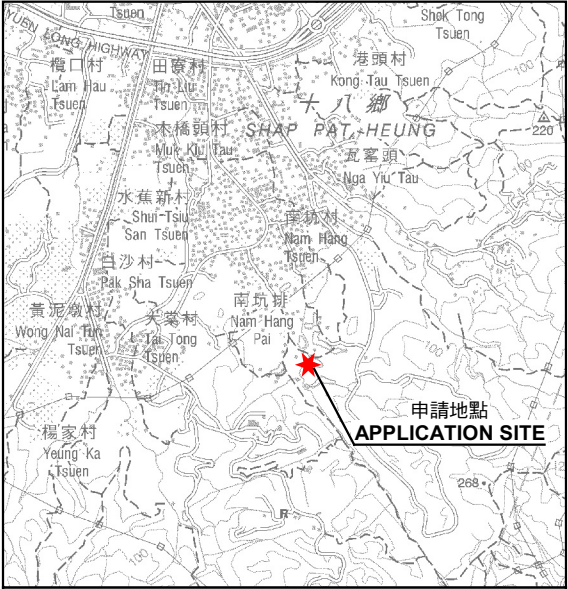 Tsuen
Shek Tong
Tsuen
YUEN LONG HIGHWAY
欖口村
Lam Hau
Tsuen
田寮村
Tin Liu
Tsuen
港頭村
Kong Tau Tsuen
十八鄉
SHAP PAT HEUNG
220
木橋頭村
Muk Kiu Tau
Tsuen
瓦窰頭
Nga Yiu Tau
水蕉新村
Shui Tsiu
San Tsuen
南坑村
Nam Hang
Tsuen
白沙村
Pak Sha Tsuen
南坑排
Nam Hang
Pai
黃泥墩村
Wong Nai Tun
Tsuen
大棠村
Tai Tong
Tsuen
申請地點
APPLICATION SITE
楊家村
Yeung Ka
Tsuen
268
R
100
100